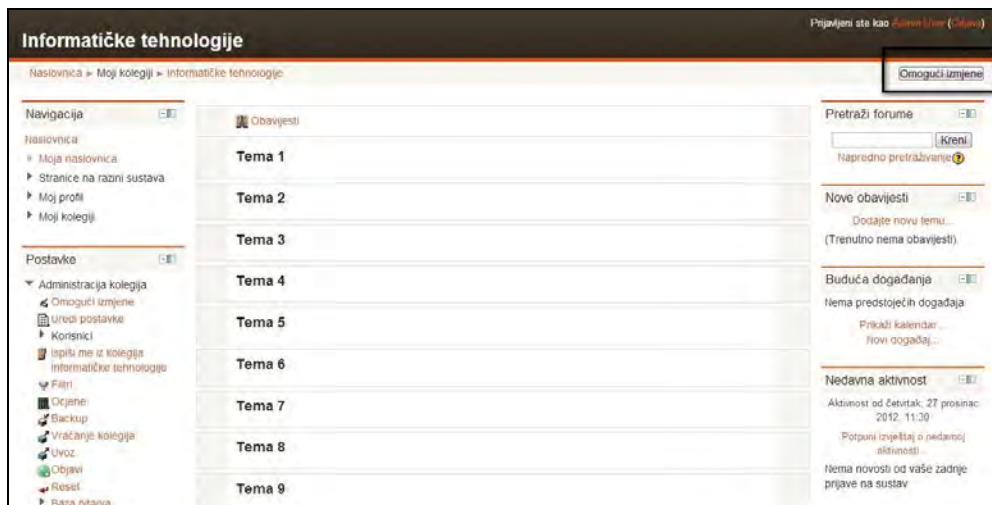 Prijavljeni ste kao Admin User (Odjava)
Informatičke tehnologije
Naslovnica ► Moji kolegiji ► Informatičke tehnologije
Omogući izmjene
Navigacija
Naslovnica
Moja naslovnica
Stranice na razini sustava
Moj profil
Moji kolegiji
Postavke
Administracija kolegija
Omogući izmjene
Uredi postavke
Korisnici
Ispiši me iz kolegija
Informatičke tehnologije
Filtri
Ocjene
Backup
Vraćanje kolegija
Uvoz
Objavi
Reset
Baza pitanja
Obavijesti
Tema 1
Tema 2
Tema 3
Tema 4
Tema 5
Tema 6
Tema 7
Tema 8
Tema 9
Pretraži forume
Kreni
Napredno pretraživanje
Nove obavijesti
Dodajte novu temu...
(Trenutno nema obavijesti)
Buduća događanja
Nema predstojećih događaja
Prikaži kalendar...
Novi događaj...
Nedavna aktivnost
Aktivnost od četvrtak, 27 prosinac
2012, 11:30
Potpuni izvještaj o nedavnoj
aktivnosti...
Nema novosti od vaše zadnje
prijave na sustav